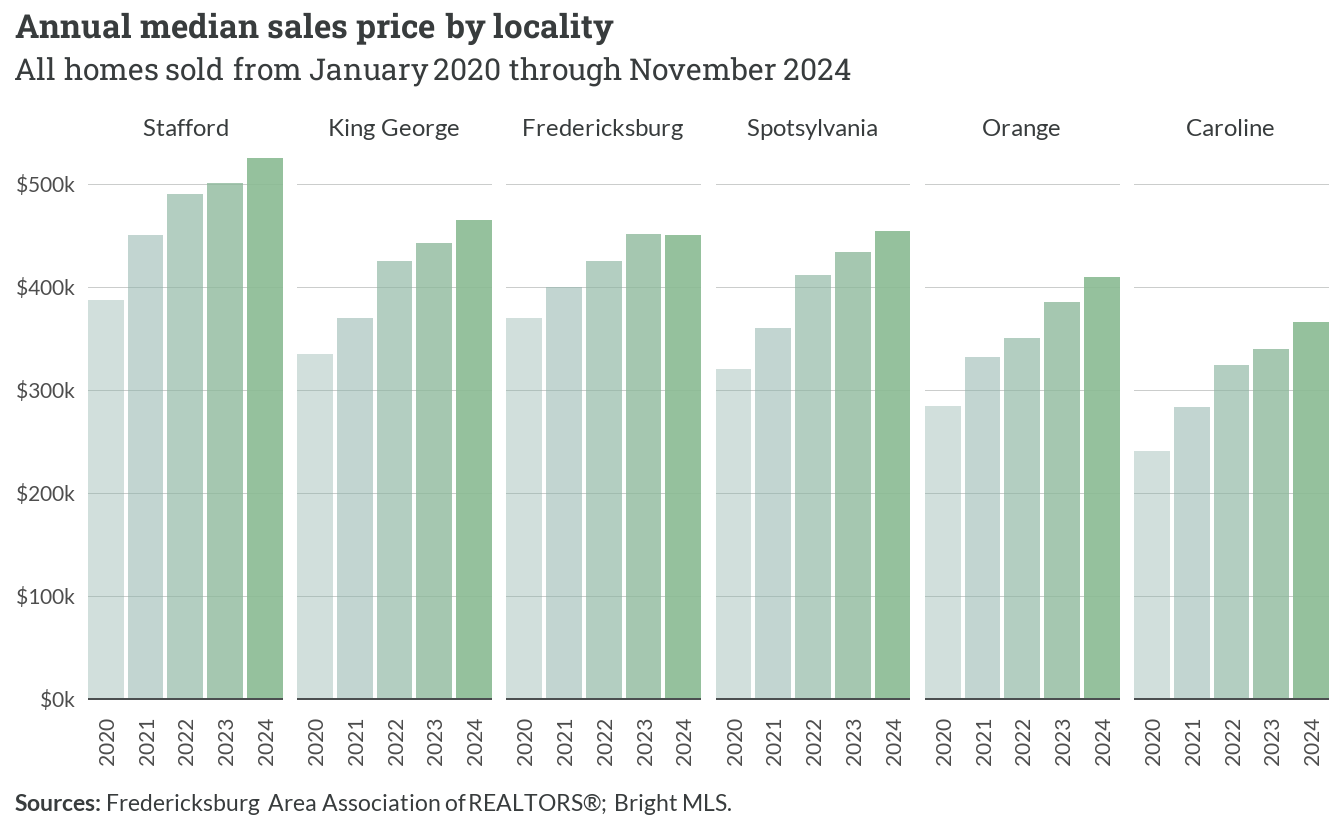 Annual median sales price by locality
All homes sold from January 2020 through November 2024
Stafford King George Fredericksburg Spotsylvania Orange Caroline
$500k
$400k
$300k
$200k
$100k
$0k
2020 2021 2022 2023 2024 2020 2021 2022 2023 2024 2020 2021 2022 2023 2024 2020 2021 2022 2023 2024 2020 2021 2022 2023 2024 2020 2021 2022 2023 2024
Sources: Fredericksburg Area Association of REALTORS®; Bright MLS.